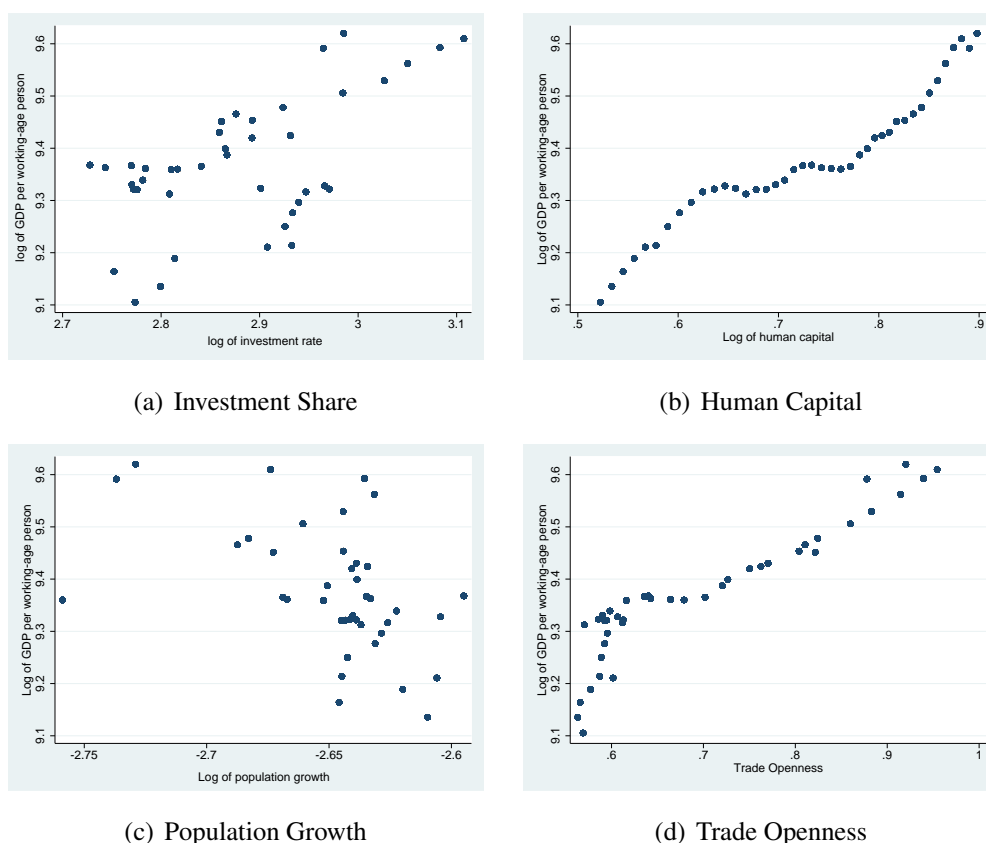 log of GDP per working-age person
9.6
9.5
9.4
9.3
9.2
9.1
2.7 2.8 2.9 3 3.1
log of investment rate
(a) Investment Share
Log of GDP per working-age person
9.6
9.5
9.4
9.3
9.2
9.1
.5 .6 .7 .8 .9
Log of human capital
(b) Human Capital
Log of GDP per working-age person
9.6
9.5
9.4
9.3
9.2
9.1
-2.75 -2.7 -2.65 -2.6
Log of population growth
(c) Population Growth
Log of GDP per working-age person
9.6
9.5
9.4
9.3
9.2
9.1
.6 .7 .8 .9 1
Trade Openness
(d) Trade Openness